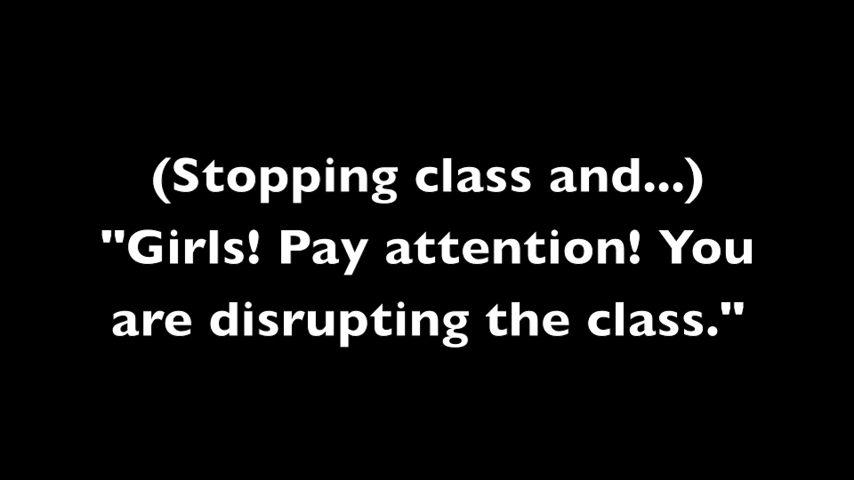 (Stopping class and...)
"Girls! Pay attention! You
are disrupting the class."